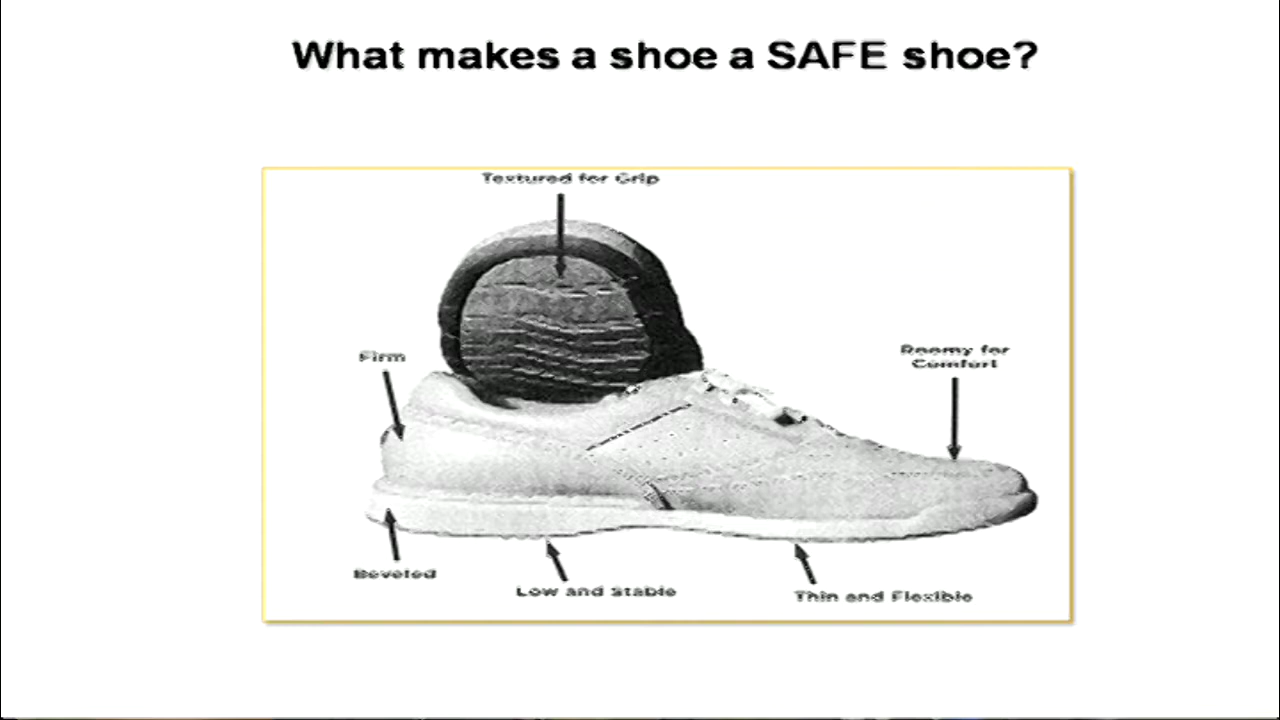 What makes a shoe a SAFE shoe?
Textured for Grip
Firm
Roomy for
Comfort
Beveled
Low and Stable
Thin and Flexible